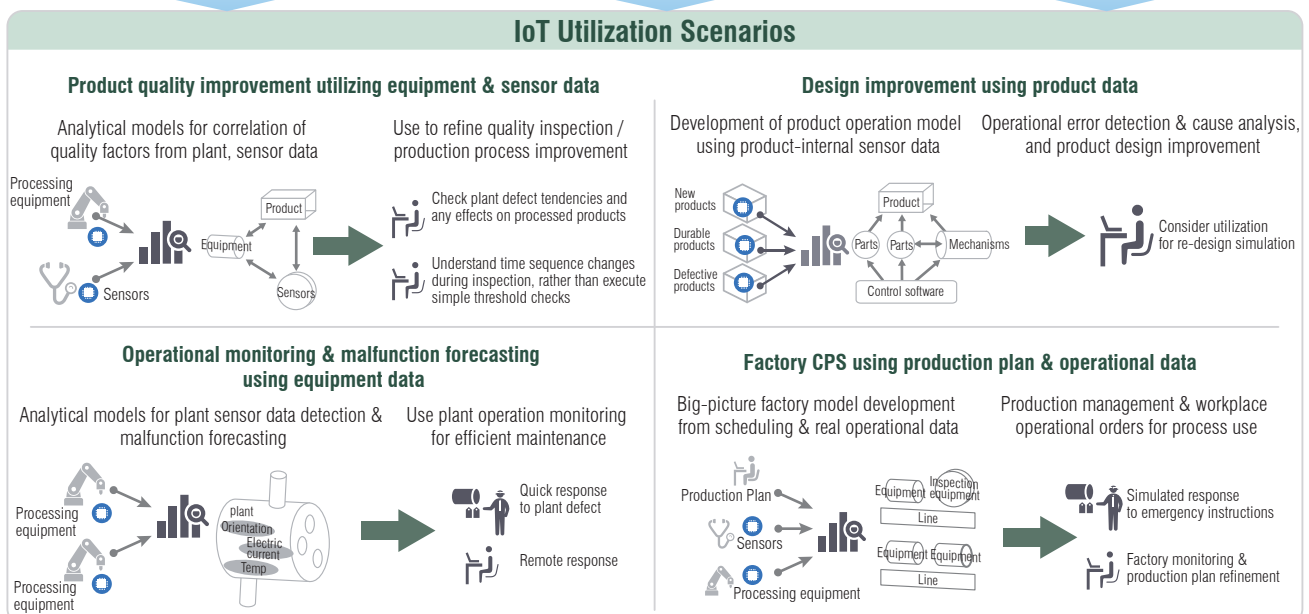 IoT Utilization Scenarios
Product quality improvement utilizing equipment & sensor data
Analytical models for correlation of
quality factors from plant, sensor data
Use to refine quality inspection /
production process improvement
Processing
equipment
Sensors
Product
Equipment
Sensors
Check plant defect tendencies and
any effects on processed products
Understand time sequence changes
during inspection, rather than execute
simple threshold checks
Design improvement using product data
Development of product operation model
using product-internal sensor data
Operational error detection & cause analysis,
and product design improvement
New
products
Durable
products
Defective
products
Product
Parts
Parts
Mechanisms
Control software
Consider utilization
for re-design simulation
Operational monitoring & malfunction forecasting
using equipment data
Analytical models for plant sensor data detection &
malfunction forecasting
Use plant operation monitoring
for efficient maintenance
Processing
equipment
Processing
equipment
plant
Orientation
Electric
current
Temp
Quick response
to plant defect
Remote response
Factory CPS using production plan & operational data
Big-picture factory model development
from scheduling & real operational data
Production management & workplace
operational orders for process use
Production Plan
Sensors
Processing equipment
Equipment
Inspection
equipment
Line
Equipment
Equipment
Line
Simulated response
to emergency instructions
Factory monitoring &
production plan refinement